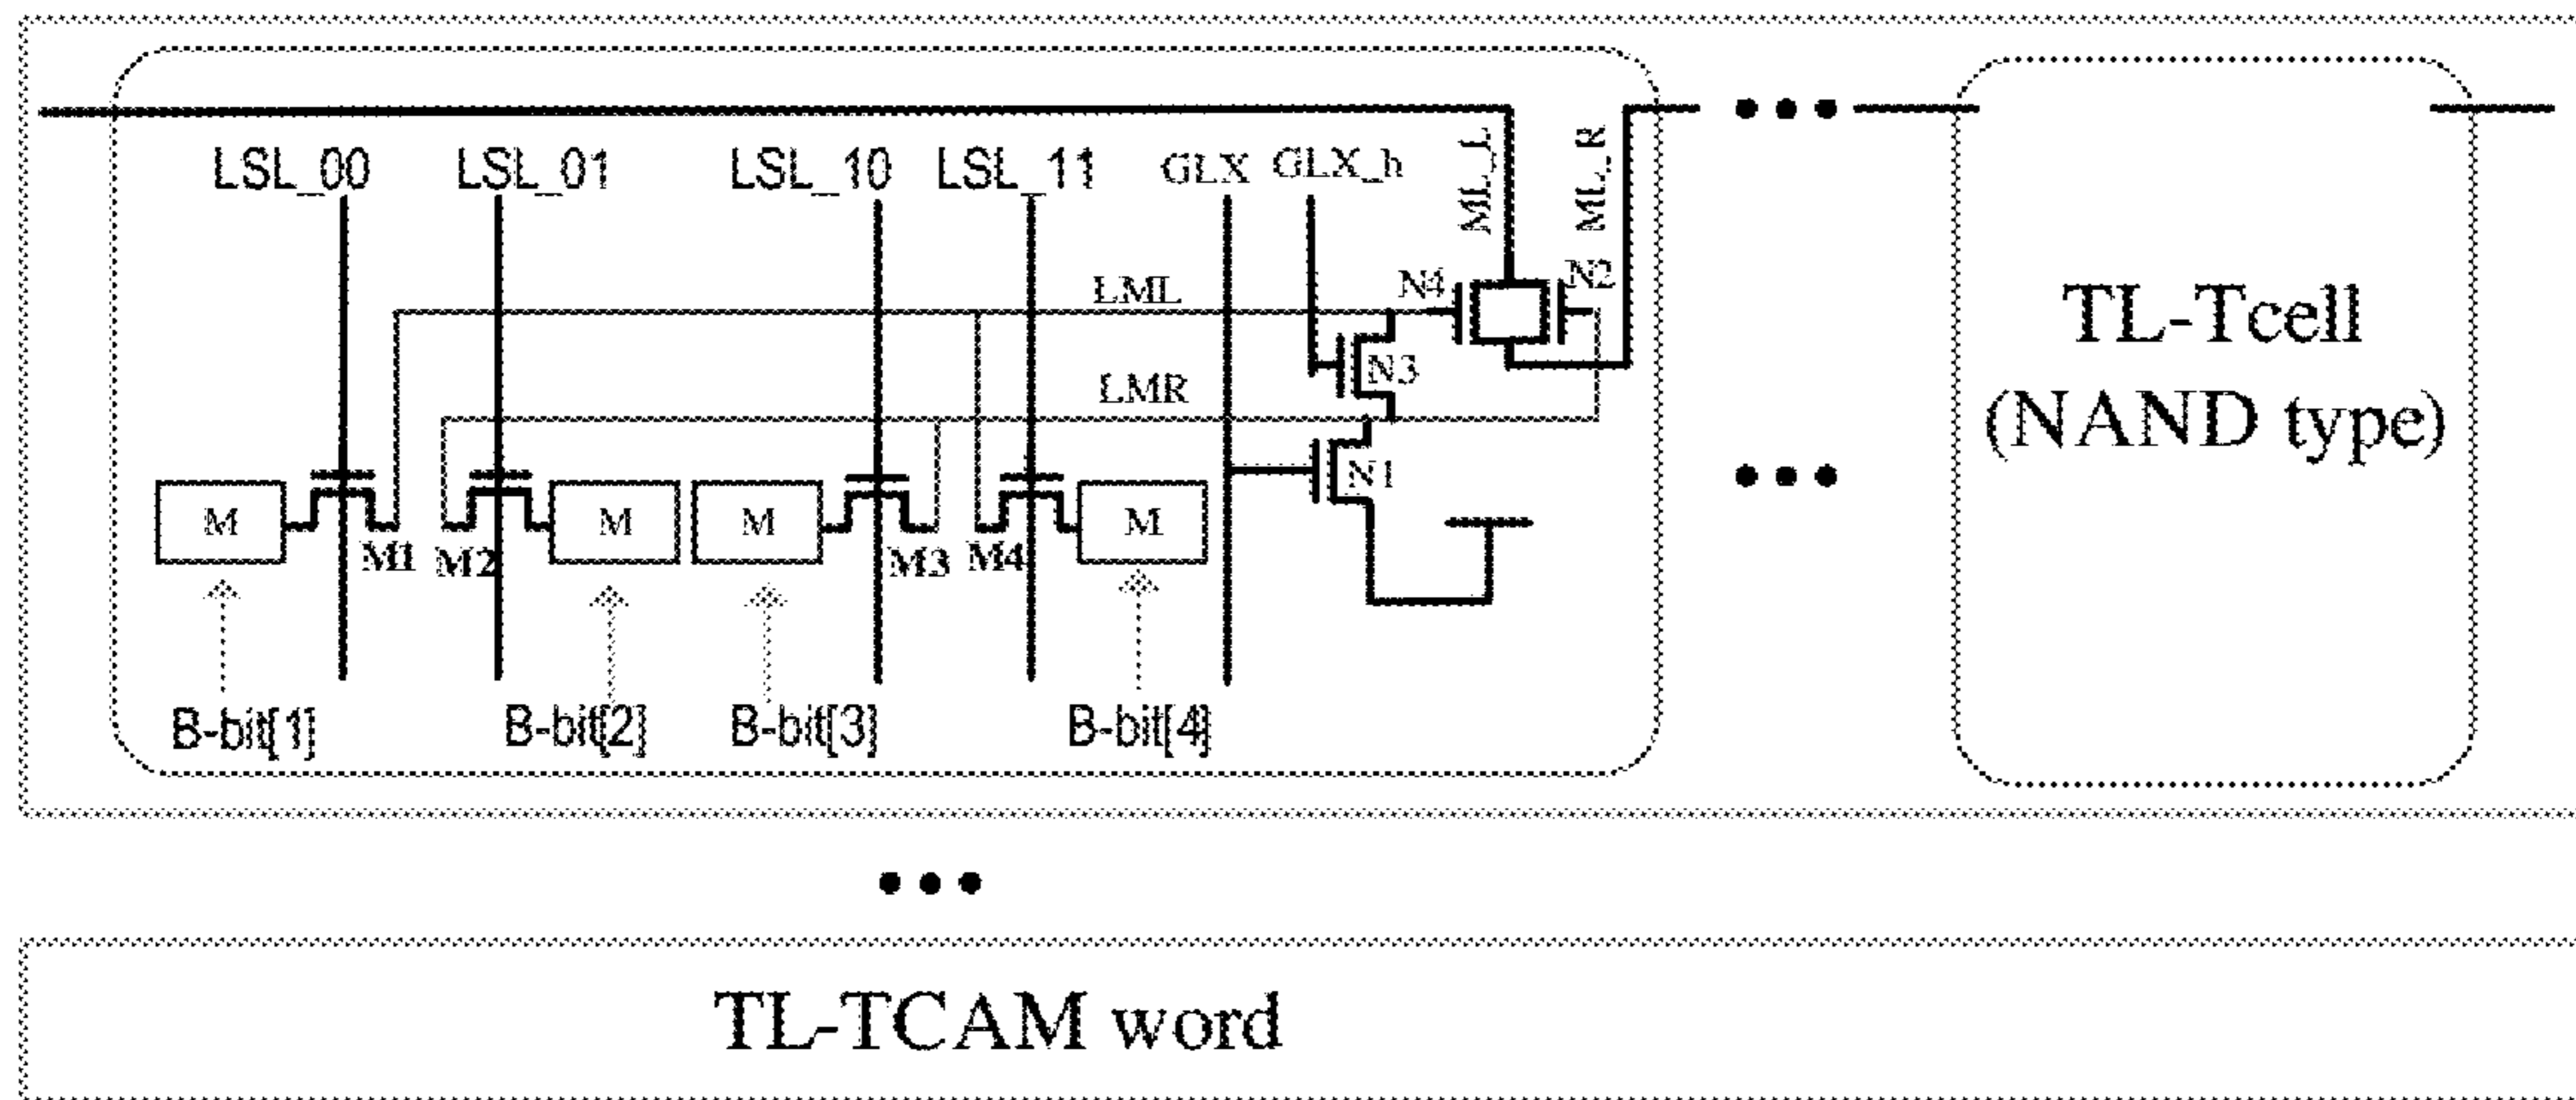 LSL_00 LSL_01 LSL_10 LSL_11 GLX GLX_h ML_L ML_R
LML N4 N2
N3
LMR
N1
M M M M
M1 M2 M3 M4
B-bit[1] B-bit[2] B-bit[3] B-bit[4]
TL-Tcell
(NAND type)
TL-TCAM word